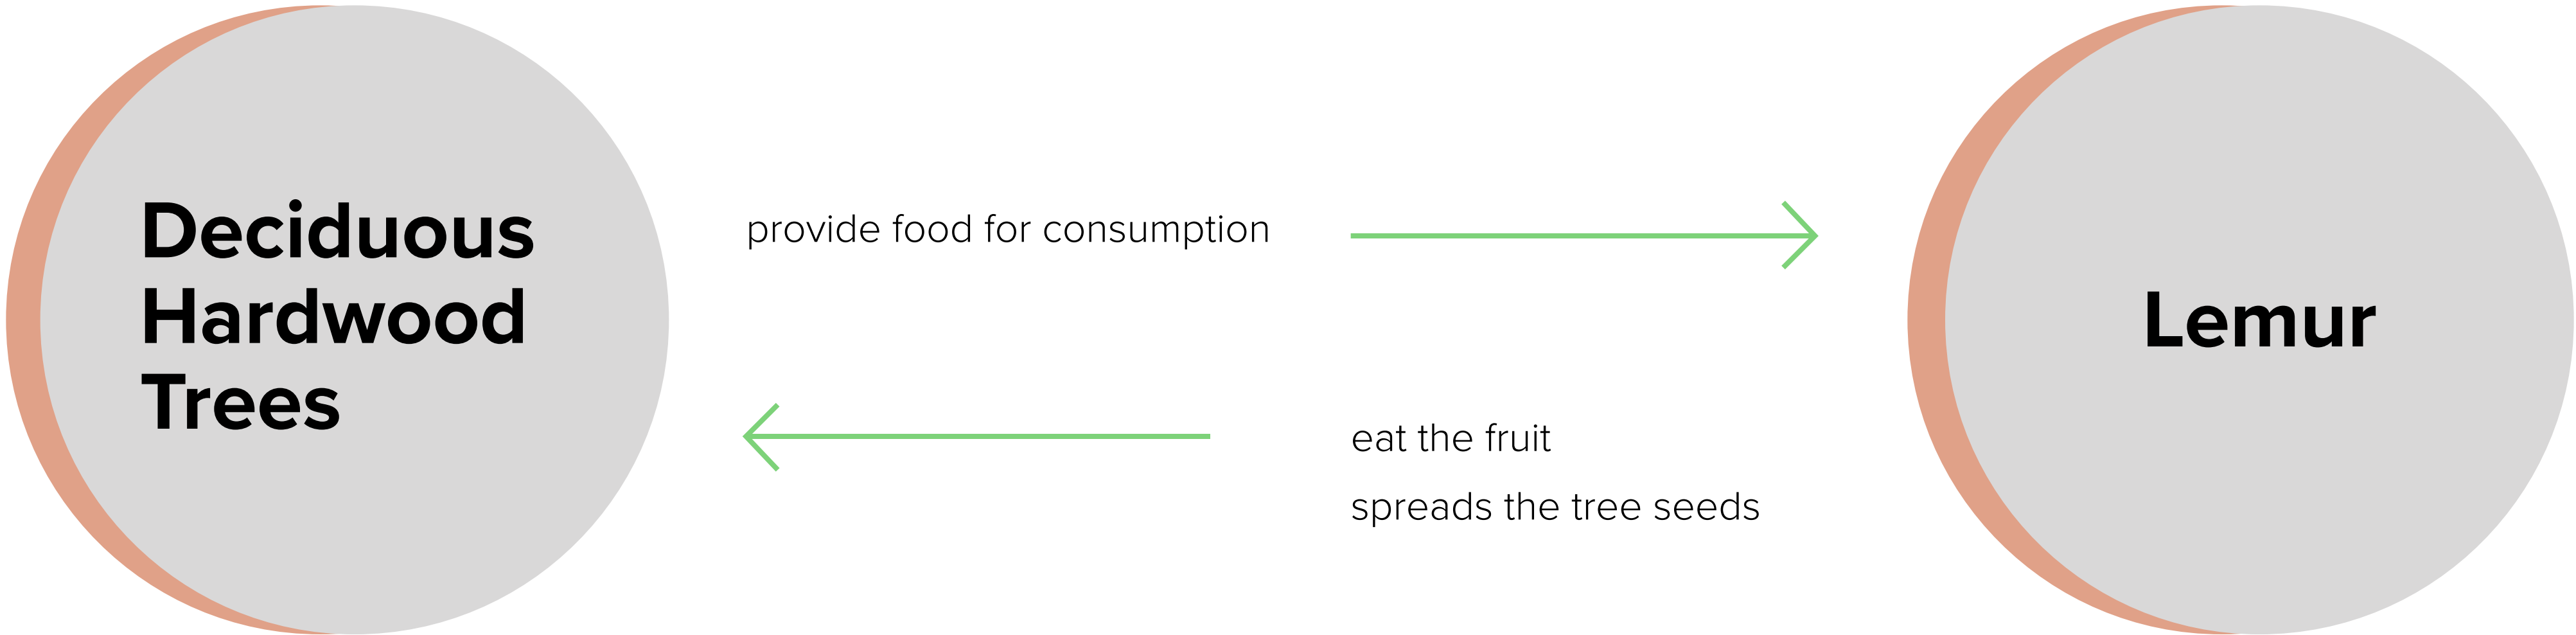 Deciduous
Hardwood
Trees
provide food for consumption
eat the fruit
spreads the tree seeds
Lemur